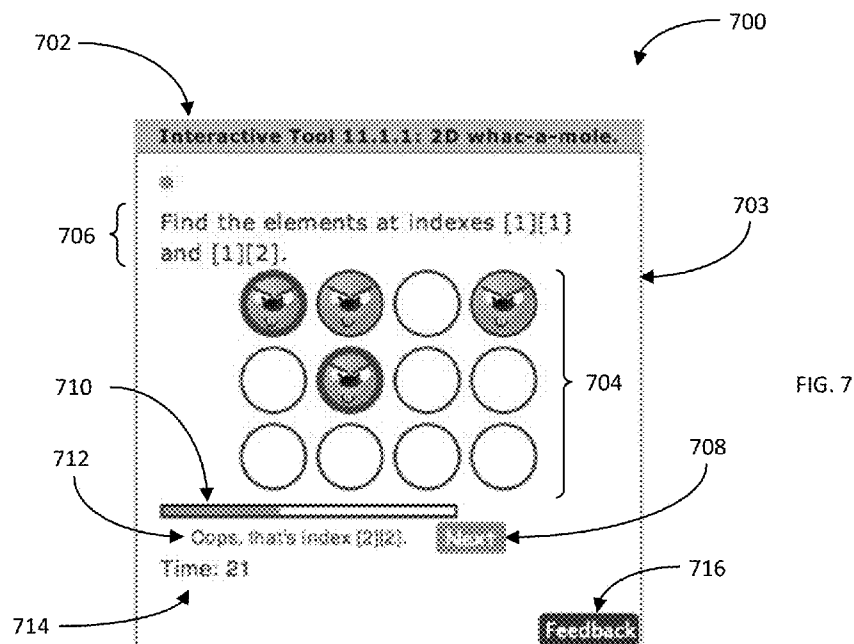 700
702
Interactive Tool 11.1.1: 2D whac-a-mole.
703
706
Find the elements at indexes [1][1]
and [1][2].
704
FIG. 7
710
712
708
Oops, that's index [2][2].
Time: 21
716
714
Feedback